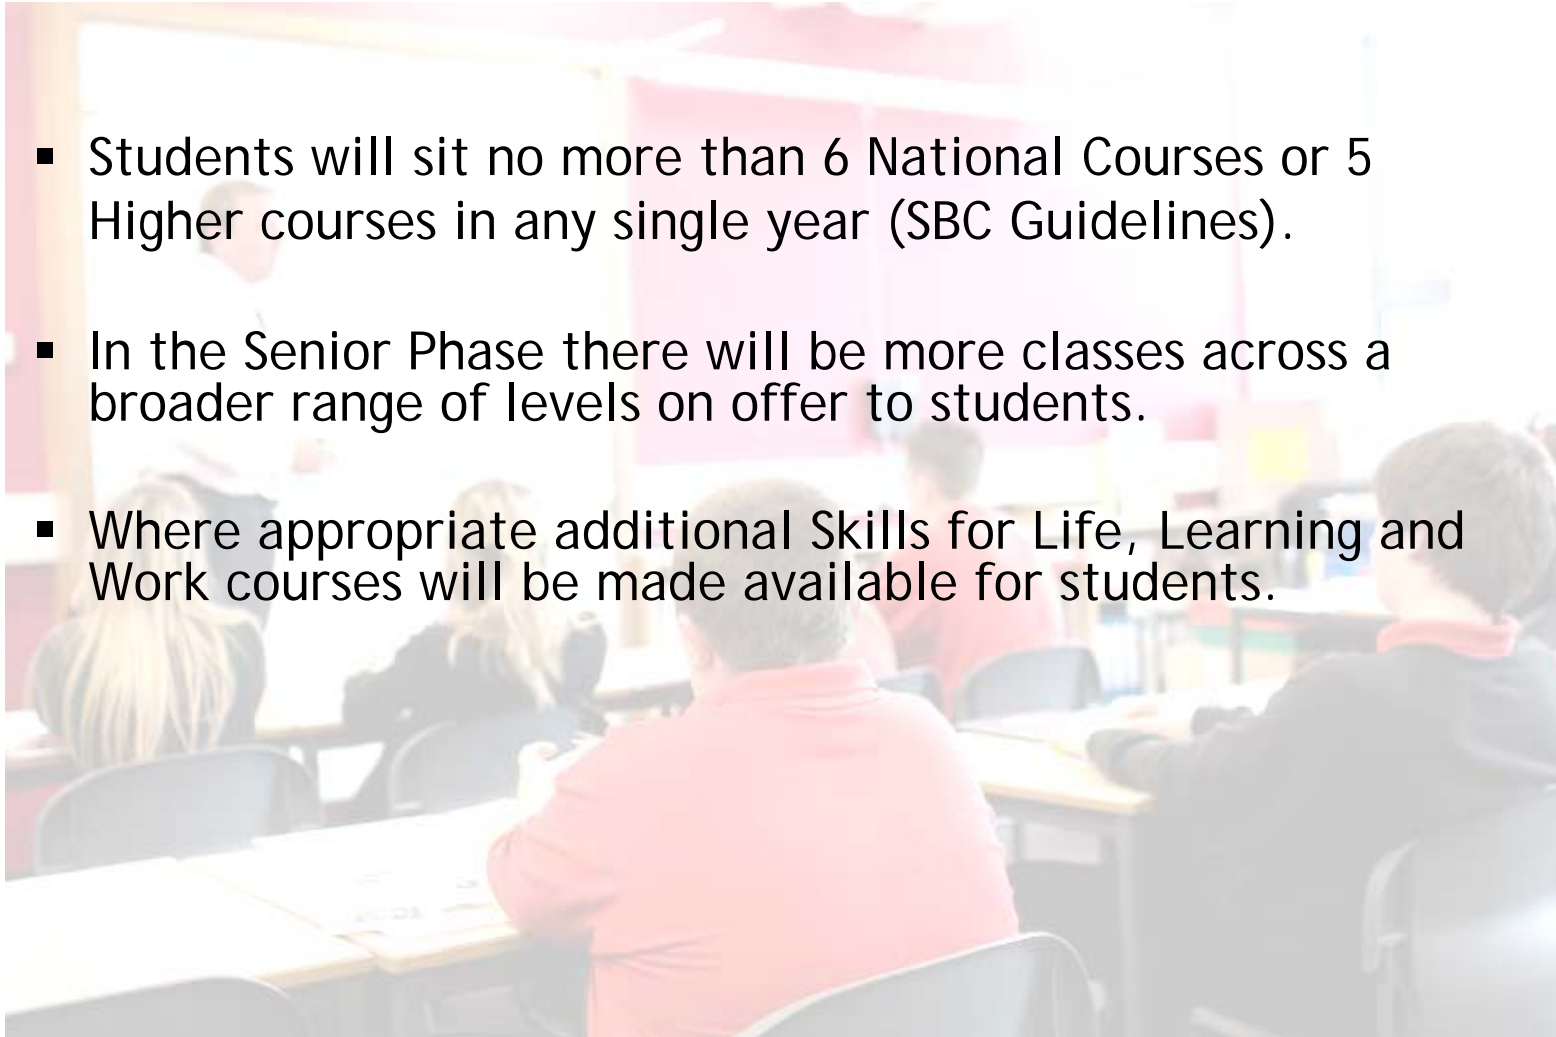 ▪ Students will sit no more than 6 National Courses or 5
Higher courses in any single year (SBC Guidelines).
▪ In the Senior Phase there will be more classes across a
broader range of levels on offer to students.
▪ Where appropriate additional Skills for Life, Learning and
Work courses will be made available for students.